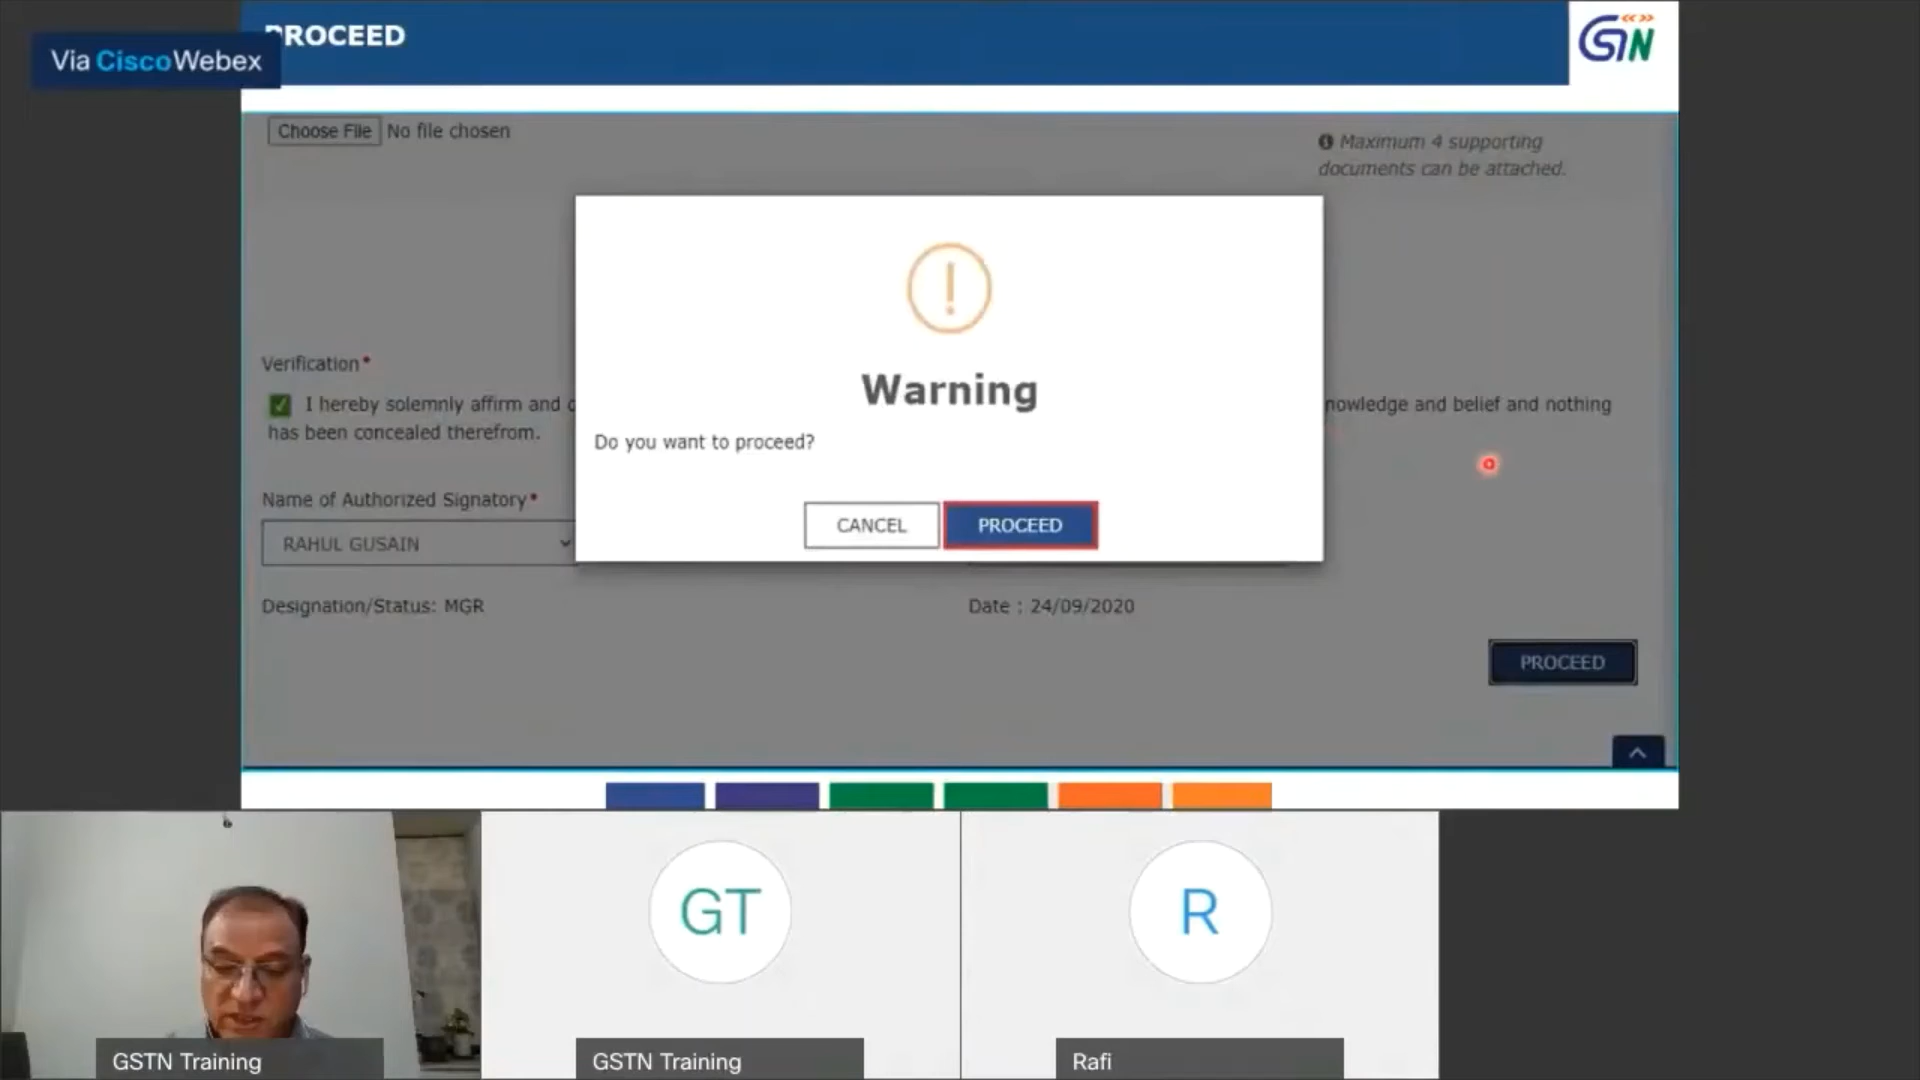 PROCEED
Via CiscoWebex
GSTN
Choose File No file chosen
Maximum 4 supporting
documents can be attached.
Warning
Do you want to proceed?
CANCEL PROCEED
Verification*
I hereby solemnly affirm and nowledge and belief and nothing
has been concealed therefrom.
Name of Authorized Signatory*
RAHUL GUSAIN
Designation/Status: MGR
Date : 24/09/2020
PROCEED
GT
R
GSTN Training
GSTN Training
Rafi